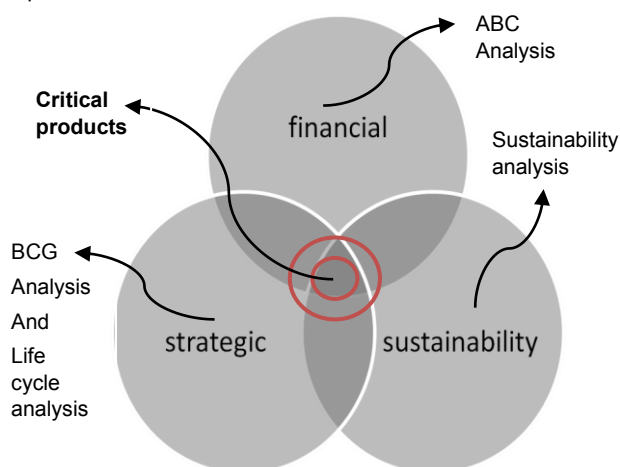 ABC
Analysis
Critical
products
financial
Sustainability
analysis
BCG
Analysis
And
Life
cycle
analysis
strategic
sustainability